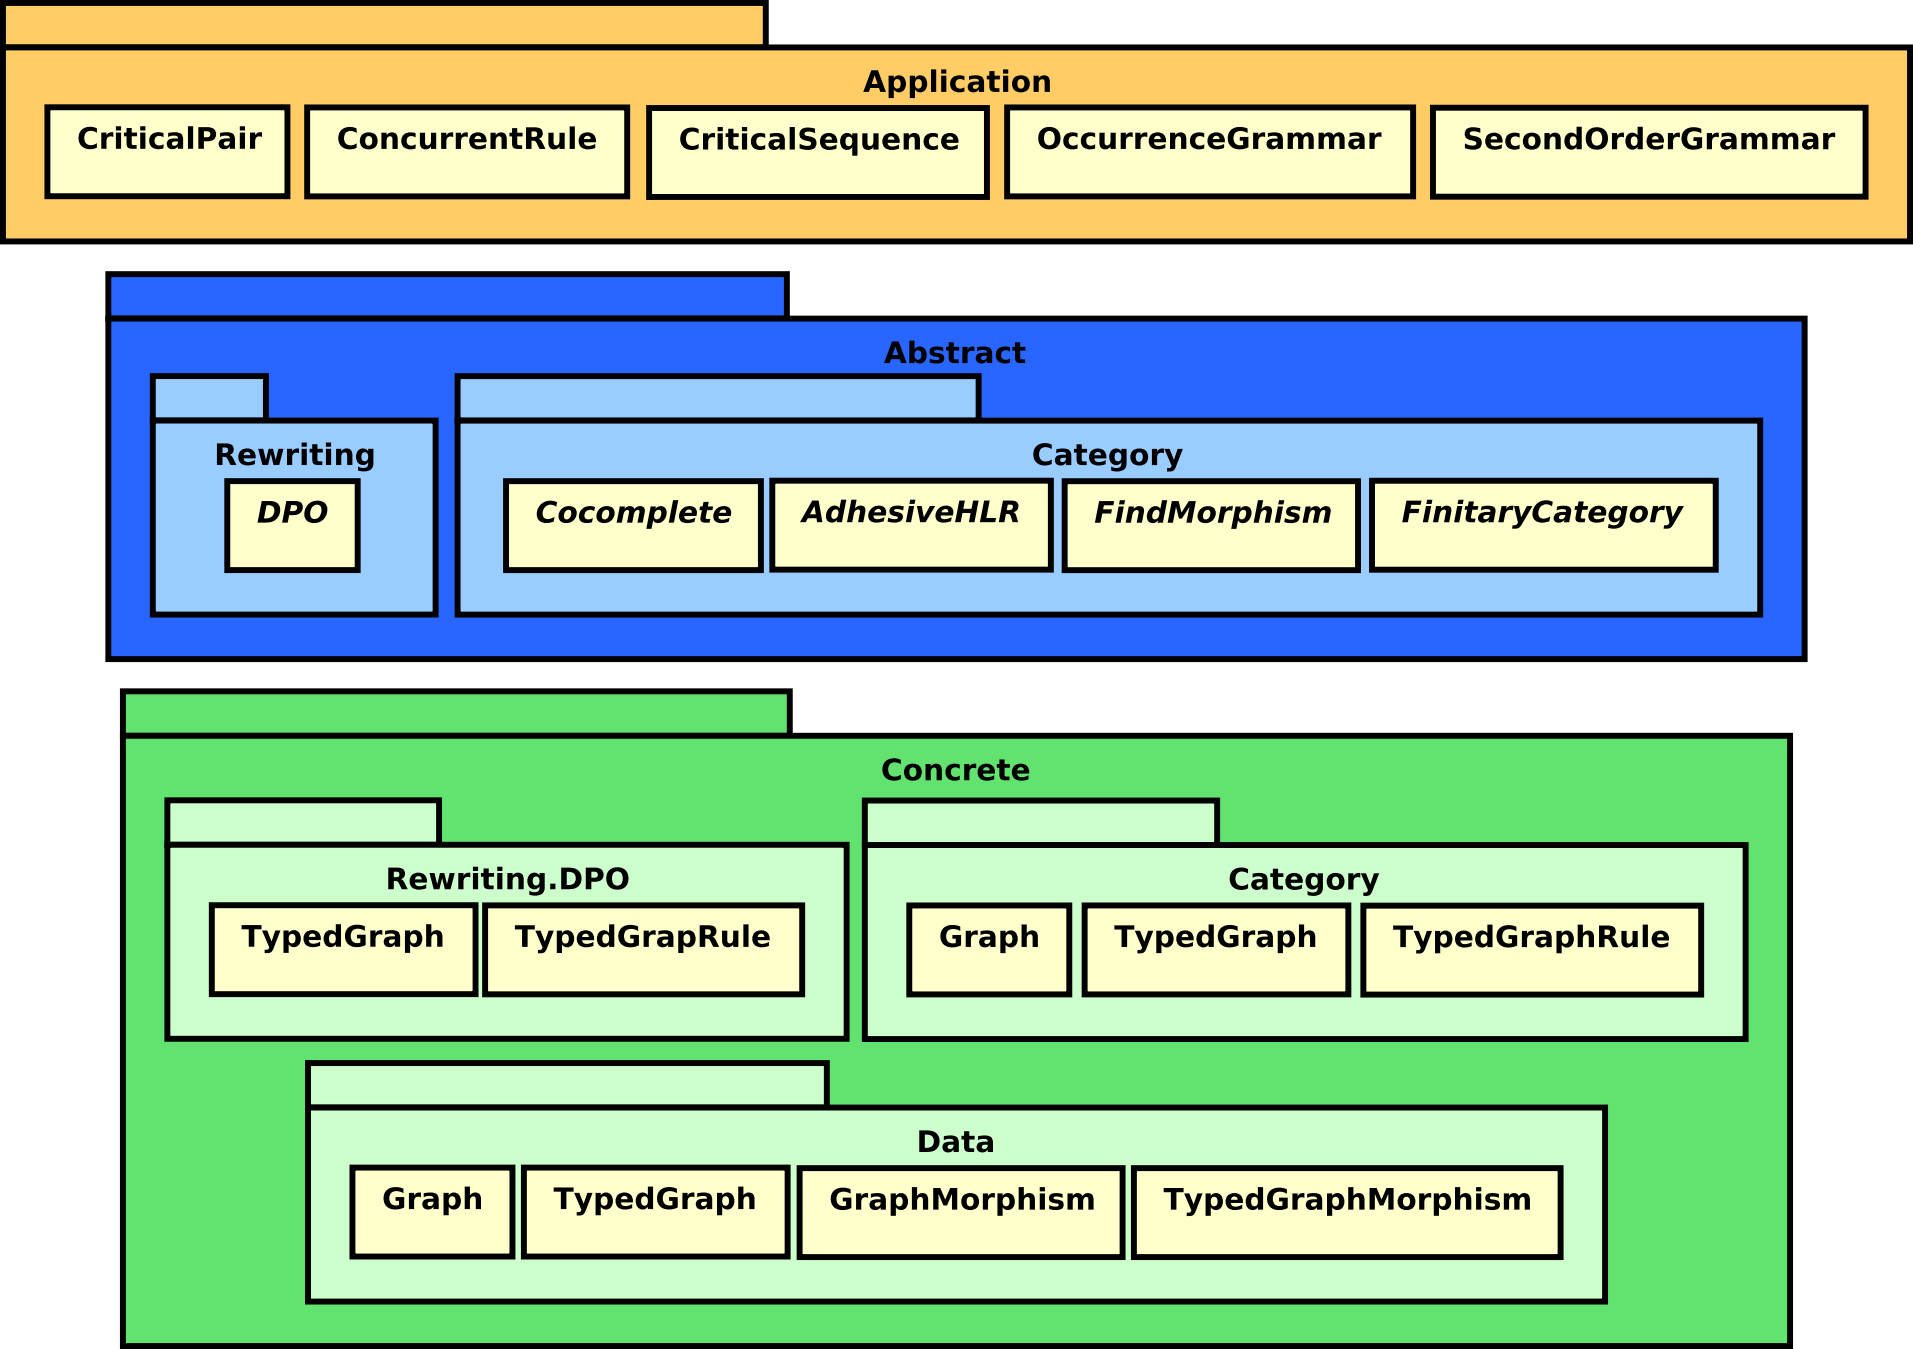 Application
CriticalPair
ConcurrentRule
CriticalSequence
OccurrenceGrammar
SecondOrderGrammar
Abstract
Rewriting
DPO
Category
Cocomplete
AdhesiveHLR
FindMorphism
FinitaryCategory
Concrete
Rewriting.DPO
TypedGraph
TypedGrapRule
Category
Graph
TypedGraph
TypedGraphRule
Data
Graph
TypedGraph
GraphMorphism
TypedGraphMorphism